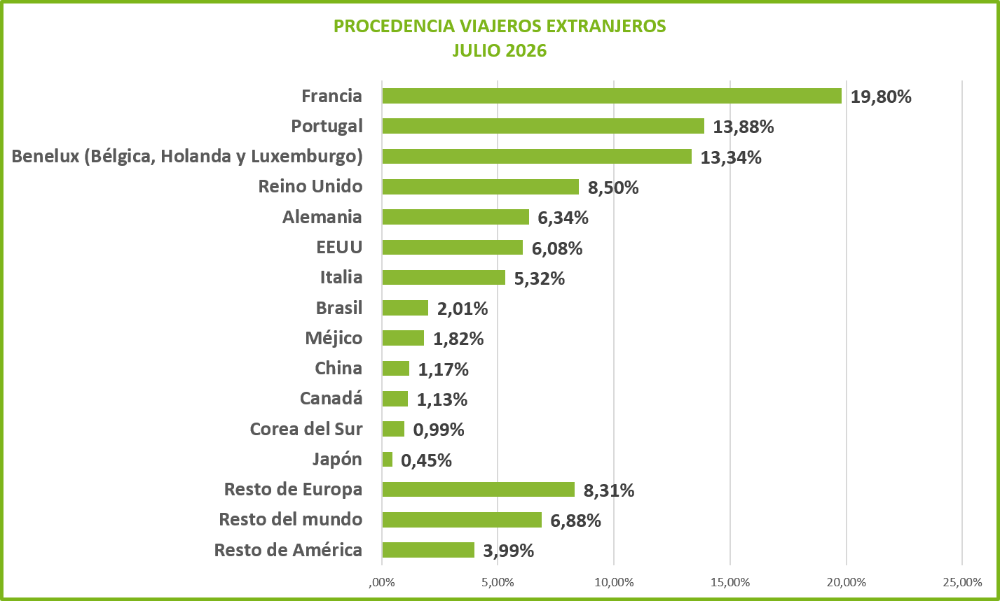 PROCEDENCIA VIAJEROS EXTRANJEROS
JULIO 2026
Francia 19,80%
Portugal 13,88%
Benelux (Bélgica, Holanda y Luxemburgo) 13,34%
Reino Unido 8,50%
Alemania 6,34%
EEUU 6,08%
Italia 5,32%
Brasil 2,01%
Méjico 1,82%
China 1,17%
Canadá 1,13%
Corea del Sur 0,99%
Japón 0,45%
Resto de Europa 8,31%
Resto del mundo 6,88%
Resto de América 3,99%
,00% 5,00% 10,00% 15,00% 20,00% 25,00%